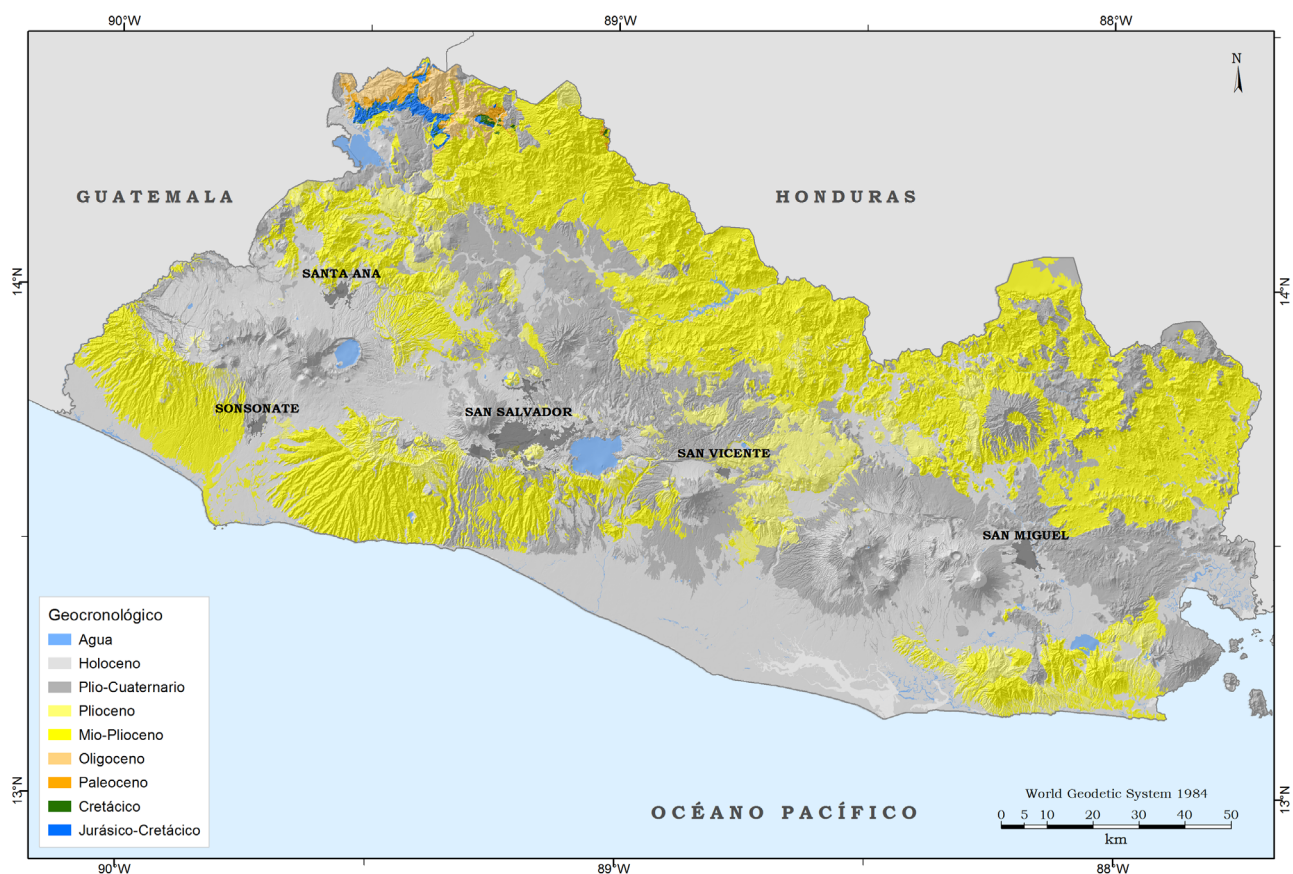 90°W 89°W 88°W
N
GUATEMALA HONDURAS
SANTA ANA
14°N 14°N
SONSONATE SAN SALVADOR
SAN VICENTE
SAN MIGUEL
Geocronológico
Agua
Holoceno
Plio-Cuaternario
Plioceno
Mio-Plioceno
Oligoceno
Paleoceno
Cretácico
Jurásico-Cretácico
13°N 13°N
OCÉANO PACÍFICO
World Geodetic System 1984
0 5 10 20 30 40 50
km
90°W 89°W 88°W